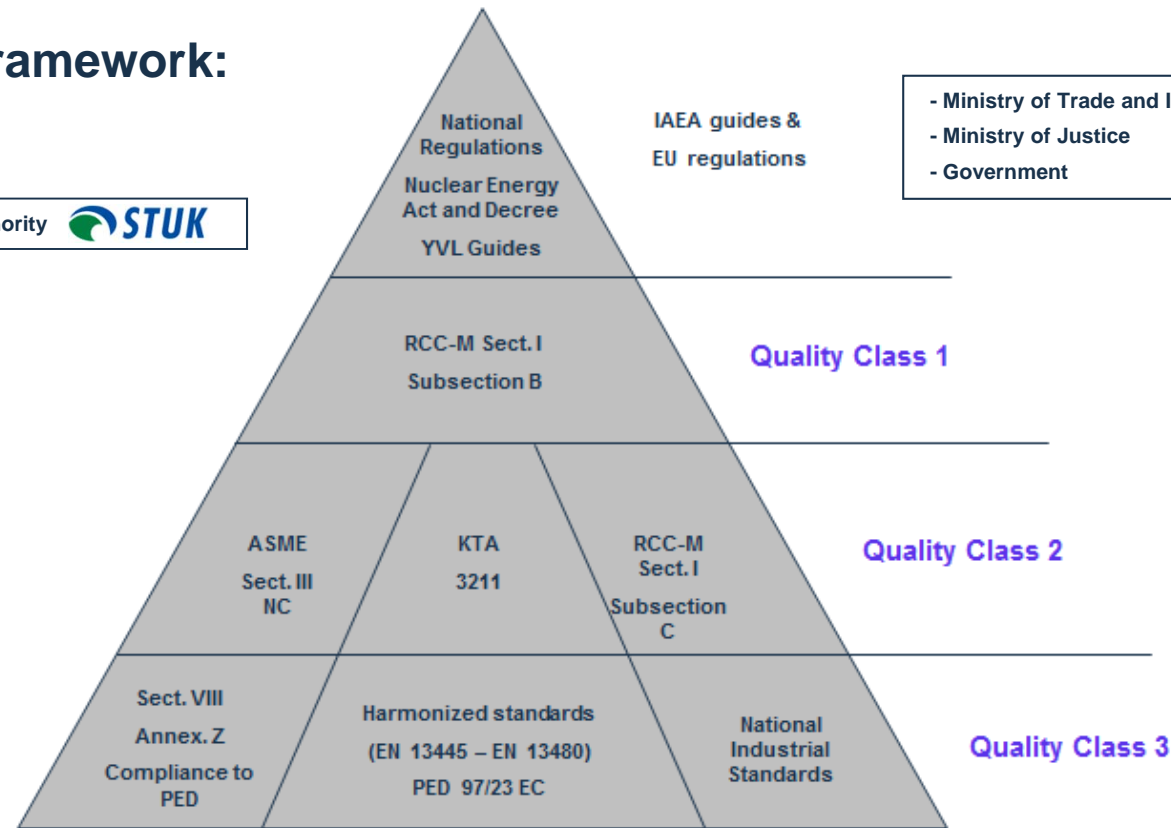 ramework:
- Ministry of Trade and I
- Ministry of Justice
- Government
ority STUK
IAEA guides &
EU regulations
National
Regulations
Nuclear Energy
Act and Decree
YVL Guides
RCC-M Sect. I
Subsection B
Quality Class 1
ASME
Sect. III
NC
KTA
3211
RCC-M
Sect. I
Subsection
C
Quality Class 2
Sect. VIII
Annex. Z
Compliance to
PED
Harmonized standards
(EN 13445 – EN 13480)
PED 97/23 EC
National
Industrial
Standards
Quality Class 3